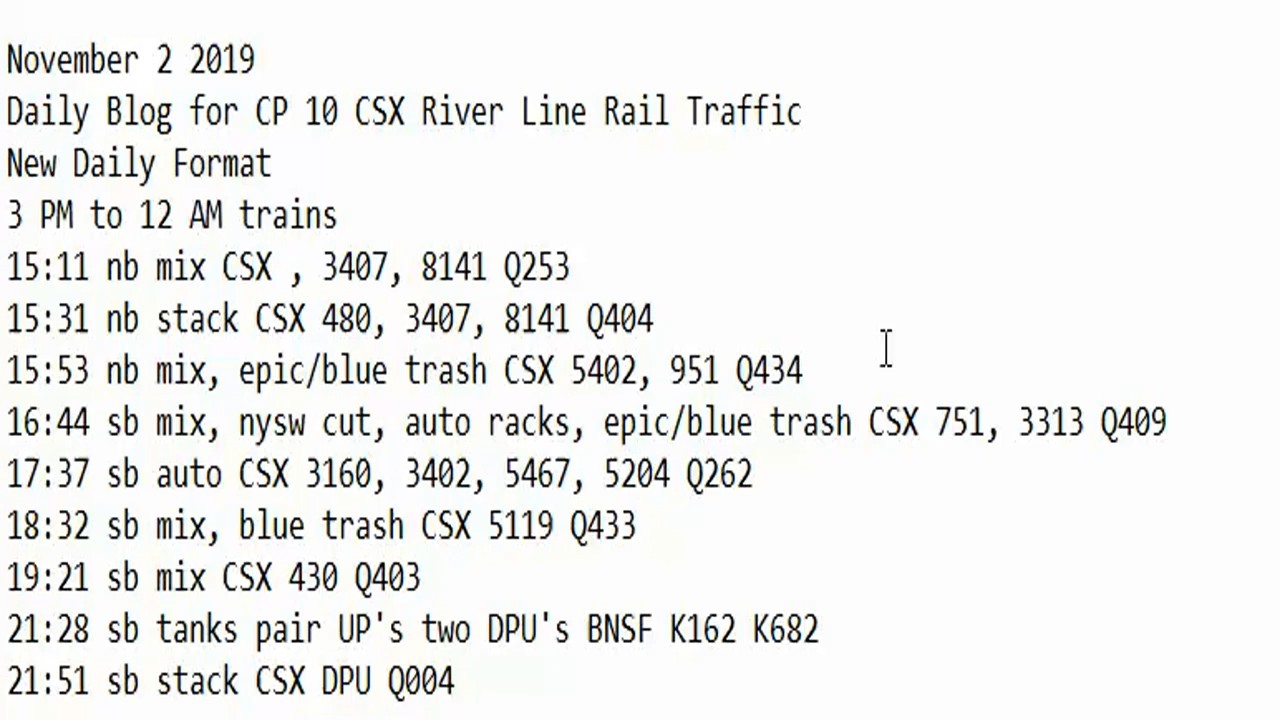 November 2 2019
Daily Blog for CP 10 CSX River Line Rail Traffic
New Daily Format
3 PM to 12 AM trains
15:11 nb mix CSX , 3407, 8141 Q253
15:31 nb stack CSX 480, 3407, 8141 Q404
15:53 nb mix, epic/blue trash CSX 5402, 951 Q434
16:44 sb mix, nysw cut, auto racks, epic/blue trash CSX 751, 3313 Q409
17:37 sb auto CSX 3160, 3402, 5467, 5204 Q262
18:32 sb mix, blue trash CSX 5119 Q433
19:21 sb mix CSX 430 Q403
21:28 sb tanks pair UP's two DPU's BNSF K162 K682
21:51 sb stack CSX DPU Q004